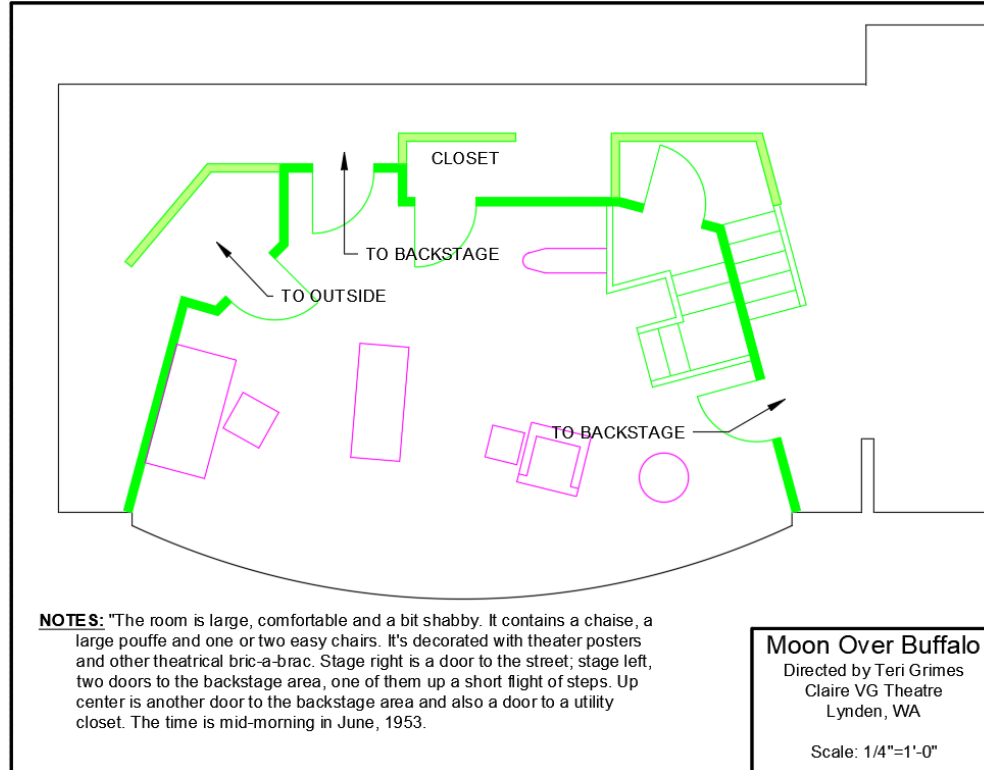 CLOSET
TO BACKSTAGE
TO OUTSIDE
TO BACKSTAGE
NOTES: "The room is large, comfortable and a bit shabby. It contains a chaise, a
large pouffe and one or two easy chairs. It's decorated with theater posters
and other theatrical bric-a-brac. Stage right is a door to the street; stage left,
two doors to the backstage area, one of them up a short flight of steps. Up
center is another door to the backstage area and also a door to a utility
closet. The time is mid-morning in June, 1953.
Moon Over Buffalo
Directed by Teri Grimes
Claire VG Theatre
Lynden, WA
Scale: 1/4"=1'-0"